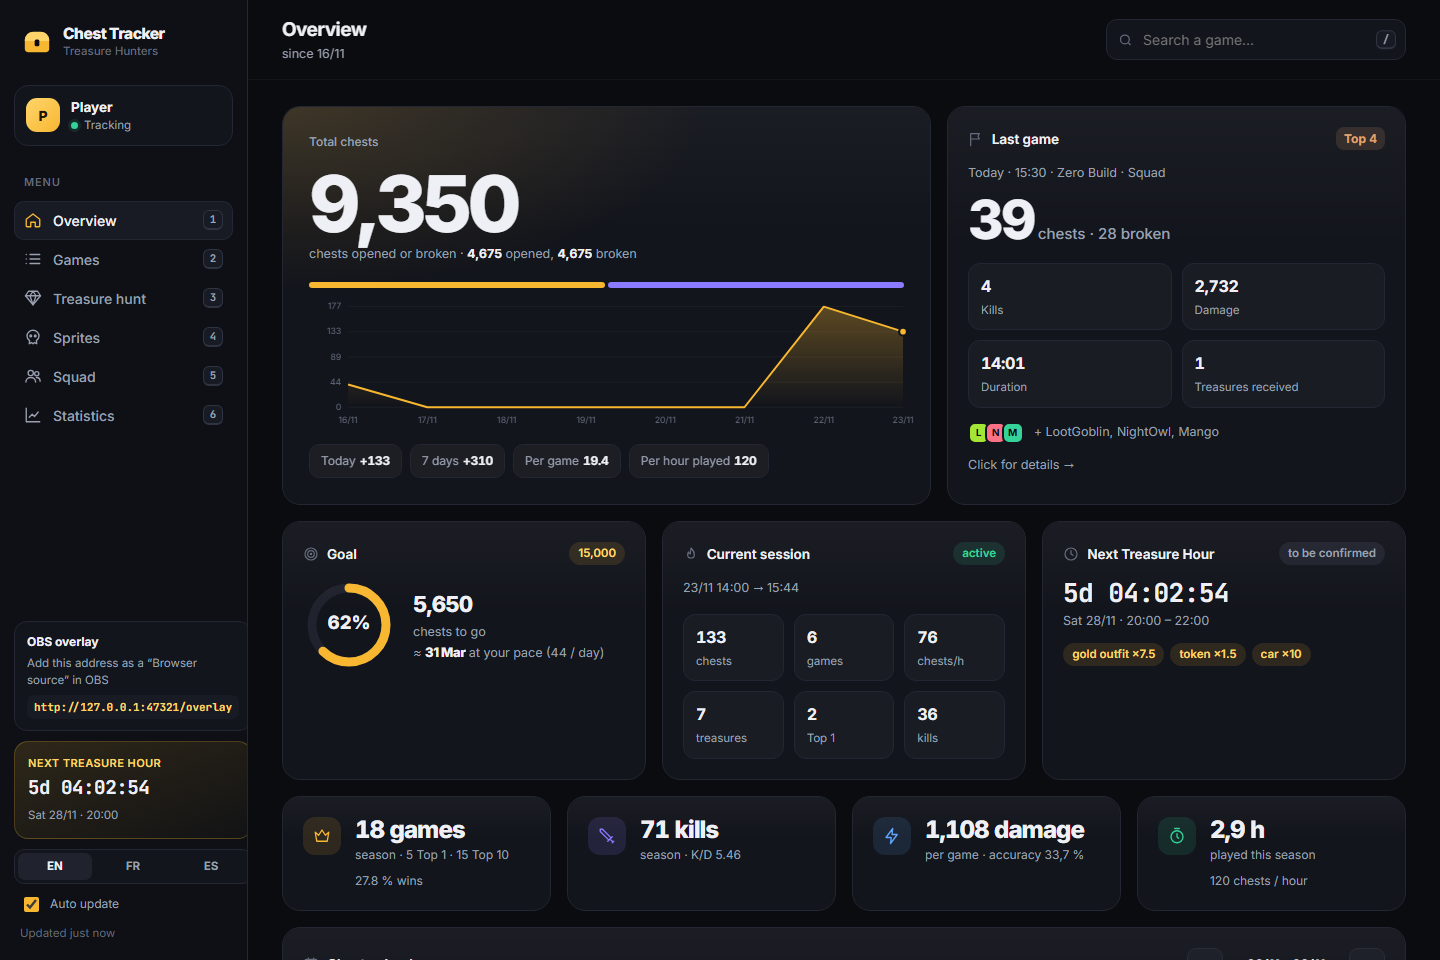 Chest Tracker
Treasure Hunters
P
Player
Tracking
MENU
Overview 1
Games 2
Treasure hunt 3
Sprites 4
Squad 5
Statistics 6
OBS overlay
Add this address as a “Browser
source” in OBS
http://127.0.0.1:47321/overlay
NEXT TREASURE HOUR
5d 04:02:54
Sat 28/11 · 20:00
EN FR ES
Auto update
Updated just now
Overview
since 16/11
Search a game... /
Total chests
9,350
chests opened or broken · 4,675 opened, 4,675 broken
177
133
89
44
0
16/11 17/11 18/11 19/11 20/11 21/11 22/11 23/11
Today +133 7 days +310 Per game 19.4 Per hour played 120
Last game Top 4
Today · 15:30 · Zero Build · Squad
39 chests · 28 broken
4
Kills
2,732
Damage
14:01
Duration
1
Treasures received
L N M + LootGoblin, NightOwl, Mango
Click for details →
Goal 15,000
62%
5,650
chests to go
≈ 31 Mar at your pace (44 / day)
Current session active
23/11 14:00 → 15:44
133
chests
6
games
76
chests/h
7
treasures
2
Top 1
36
kills
Next Treasure Hour to be confirmed
5d 04:02:54
Sat 28/11 · 20:00 – 22:00
gold outfit ×7.5 token ×1.5 car ×10
18 games
season · 5 Top 1 · 15 Top 10
27.8 % wins
71 kills
season · K/D 5.46
1,108 damage
per game · accuracy 33,7 %
2,9 h
played this season
120 chests / hour